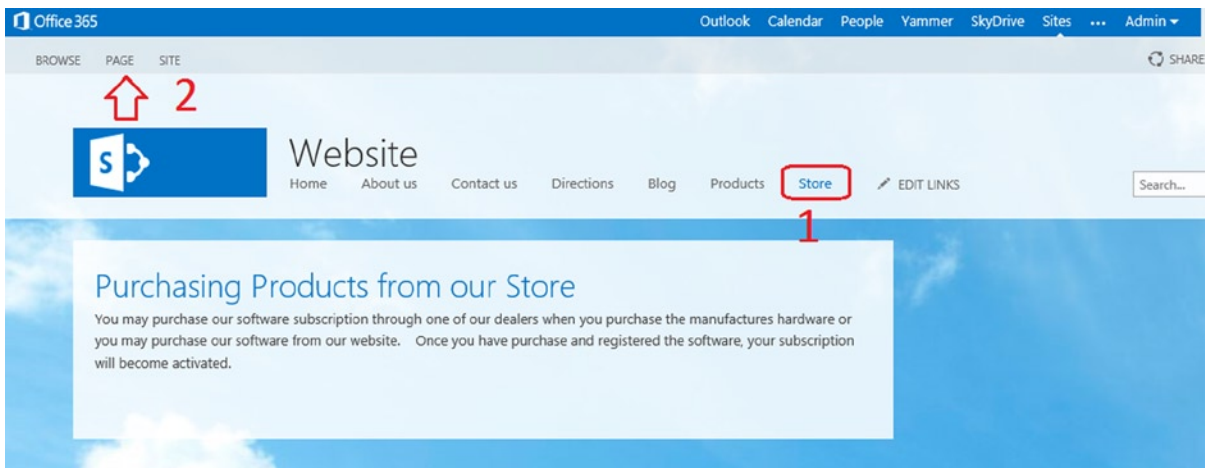 Office 365 Outlook Calendar People Yammer SkyDrive Sites ... Admin
BROWSE PAGE SITE SHARE
2
S
Website
Home About us Contact us Directions Blog Products Store EDIT LINKS Search...
1
Purchasing Products from our Store
You may purchase our software subscription through one of our dealers when you purchase the manufactures hardware or
you may purchase our software from our website. Once you have purchase and registered the software, your subscription
will become activated.